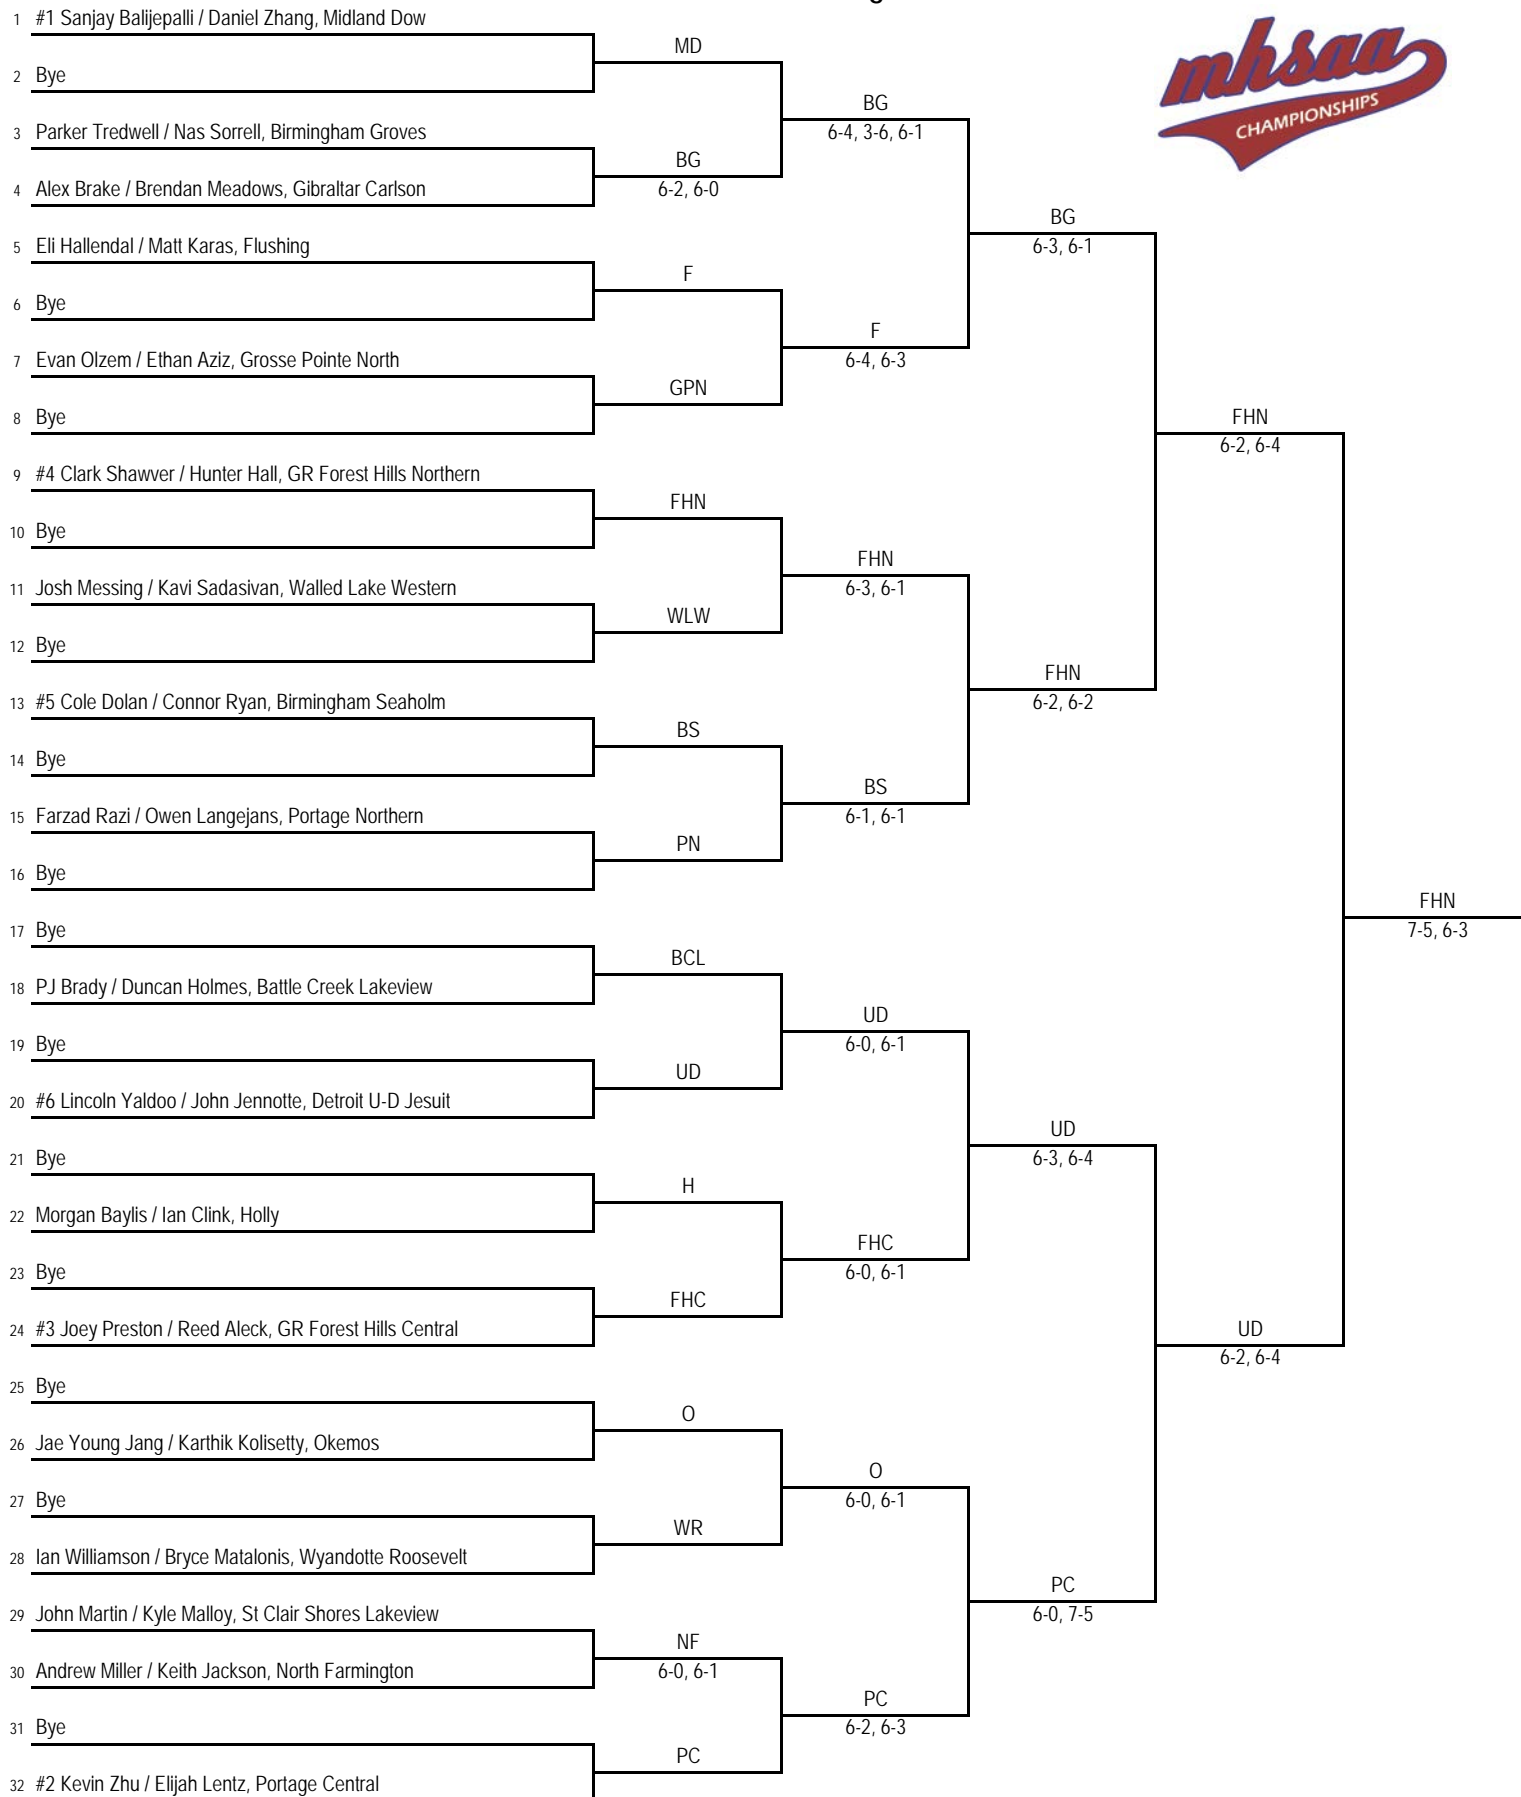 1 #1 Sanjay Balijepalli / Daniel Zhang, Midland Dow
2 Bye
3 Parker Tredwell / Nas Sorrell, Birmingham Groves
4 Alex Brake / Brendan Meadows, Gibraltar Carlson
5 Eli Hallendal / Matt Karas, Flushing
6 Bye
7 Evan Olzem / Ethan Aziz, Grosse Pointe North
8 Bye
9 #4 Clark Shawver / Hunter Hall, GR Forest Hills Northern
10 Bye
11 Josh Messing / Kavi Sadasivan, Walled Lake Western
12 Bye
13 #5 Cole Dolan / Connor Ryan, Birmingham Seaholm
14 Bye
15 Farzad Razi / Owen Langejans, Portage Northern
16 Bye
17 Bye
18 PJ Brady / Duncan Holmes, Battle Creek Lakeview
19 Bye
20 #6 Lincoln Yaldoo / John Jennotte, Detroit U-D Jesuit
21 Bye
22 Morgan Baylis / Ian Clink, Holly
23 Bye
24 #3 Joey Preston / Reed Aleck, GR Forest Hills Central
25 Bye
26 Jae Young Jang / Karthik Kolisetty, Okemos
27 Bye
28 Ian Williamson / Bryce Matalonis, Wyandotte Roosevelt
29 John Martin / Kyle Malloy, St Clair Shores Lakeview
30 Andrew Miller / Keith Jackson, North Farmington
31 Bye
32 #2 Kevin Zhu / Elijah Lentz, Portage Central
MD
BG
6-2, 6-0
F
GPN
FHN
WLW
BS
PN
BCL
UD
H
FHC
O
WR
NF
6-0, 6-1
PC
BG
6-4, 3-6, 6-1
F
6-4, 6-3
FHN
6-3, 6-1
BS
6-1, 6-1
UD
6-0, 6-1
FHC
6-0, 6-1
O
6-0, 6-1
PC
6-2, 6-3
BG
6-3, 6-1
FHN
6-2, 6-2
UD
6-3, 6-4
PC
6-0, 7-5
FHN
6-2, 6-4
UD
6-2, 6-4
FHN
7-5, 6-3
mhsaa
CHAMPIONSHIPS